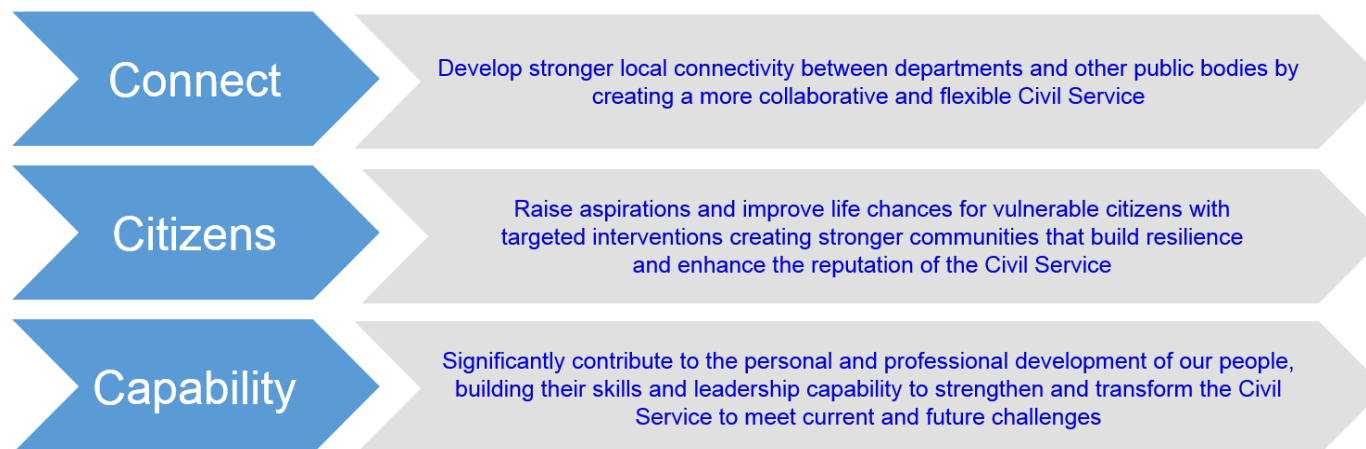 Connect
Develop stronger local connectivity between departments and other public bodies by
creating a more collaborative and flexible Civil Service
Citizens
Raise aspirations and improve life chances for vulnerable citizens with
targeted interventions creating stronger communities that build resilience
and enhance the reputation of the Civil Service
Capability
Significantly contribute to the personal and professional development of our people,
building their skills and leadership capability to strengthen and transform the Civil
Service to meet current and future challenges